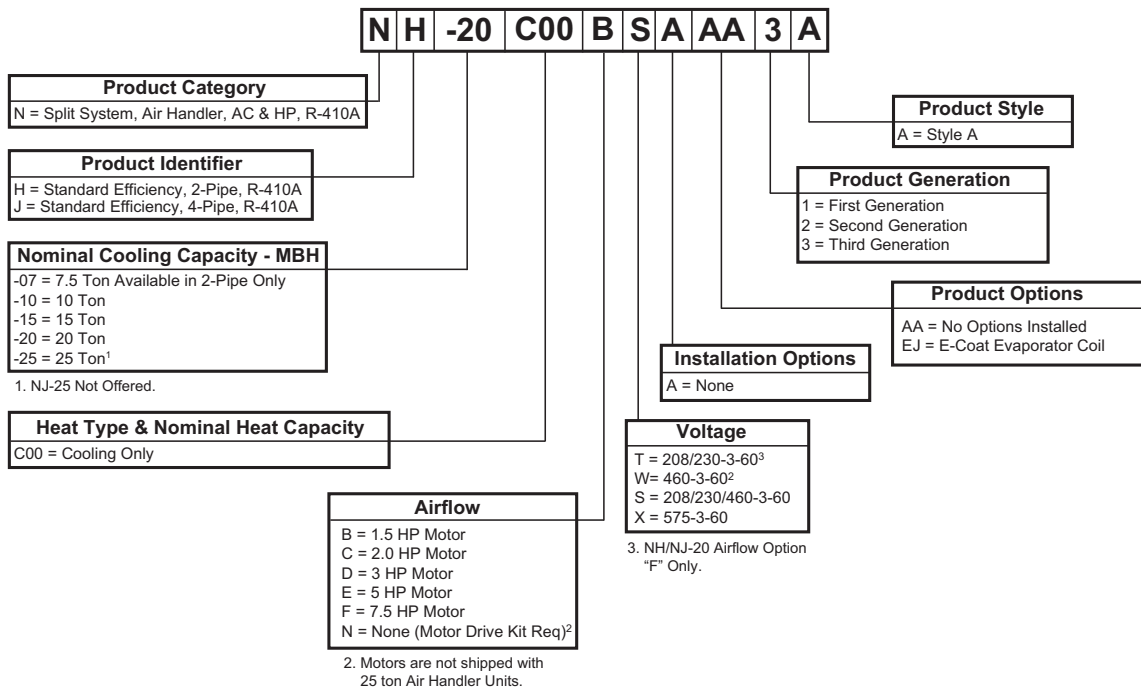 N H -20 C00 B S A AA 3 A
Product Category
N = Split System, Air Handler, AC & HP, R-410A
Product Identifier
H = Standard Efficiency, 2-Pipe, R-410A
J = Standard Efficiency, 4-Pipe, R-410A
Nominal Cooling Capacity - MBH
-07 = 7.5 Ton Available in 2-Pipe Only
-10 = 10 Ton
-15 = 15 Ton
-20 = 20 Ton
-25 = 25 Ton¹
1. NJ-25 Not Offered.
Heat Type & Nominal Heat Capacity
C00 = Cooling Only
Airflow
B = 1.5 HP Motor
C = 2.0 HP Motor
D = 3 HP Motor
E = 5 HP Motor
F = 7.5 HP Motor
N = None (Motor Drive Kit Req)²
2. Motors are not shipped with
25 ton Air Handler Units.
Voltage
T = 208/230-3-60³
W= 460-3-60²
S = 208/230/460-3-60
X = 575-3-60
3. NH/NJ-20 Airflow Option
“F” Only.
Installation Options
A = None
Product Options
AA = No Options Installed
EJ = E-Coat Evaporator Coil
Product Generation
1 = First Generation
2 = Second Generation
3 = Third Generation
Product Style
A = Style A